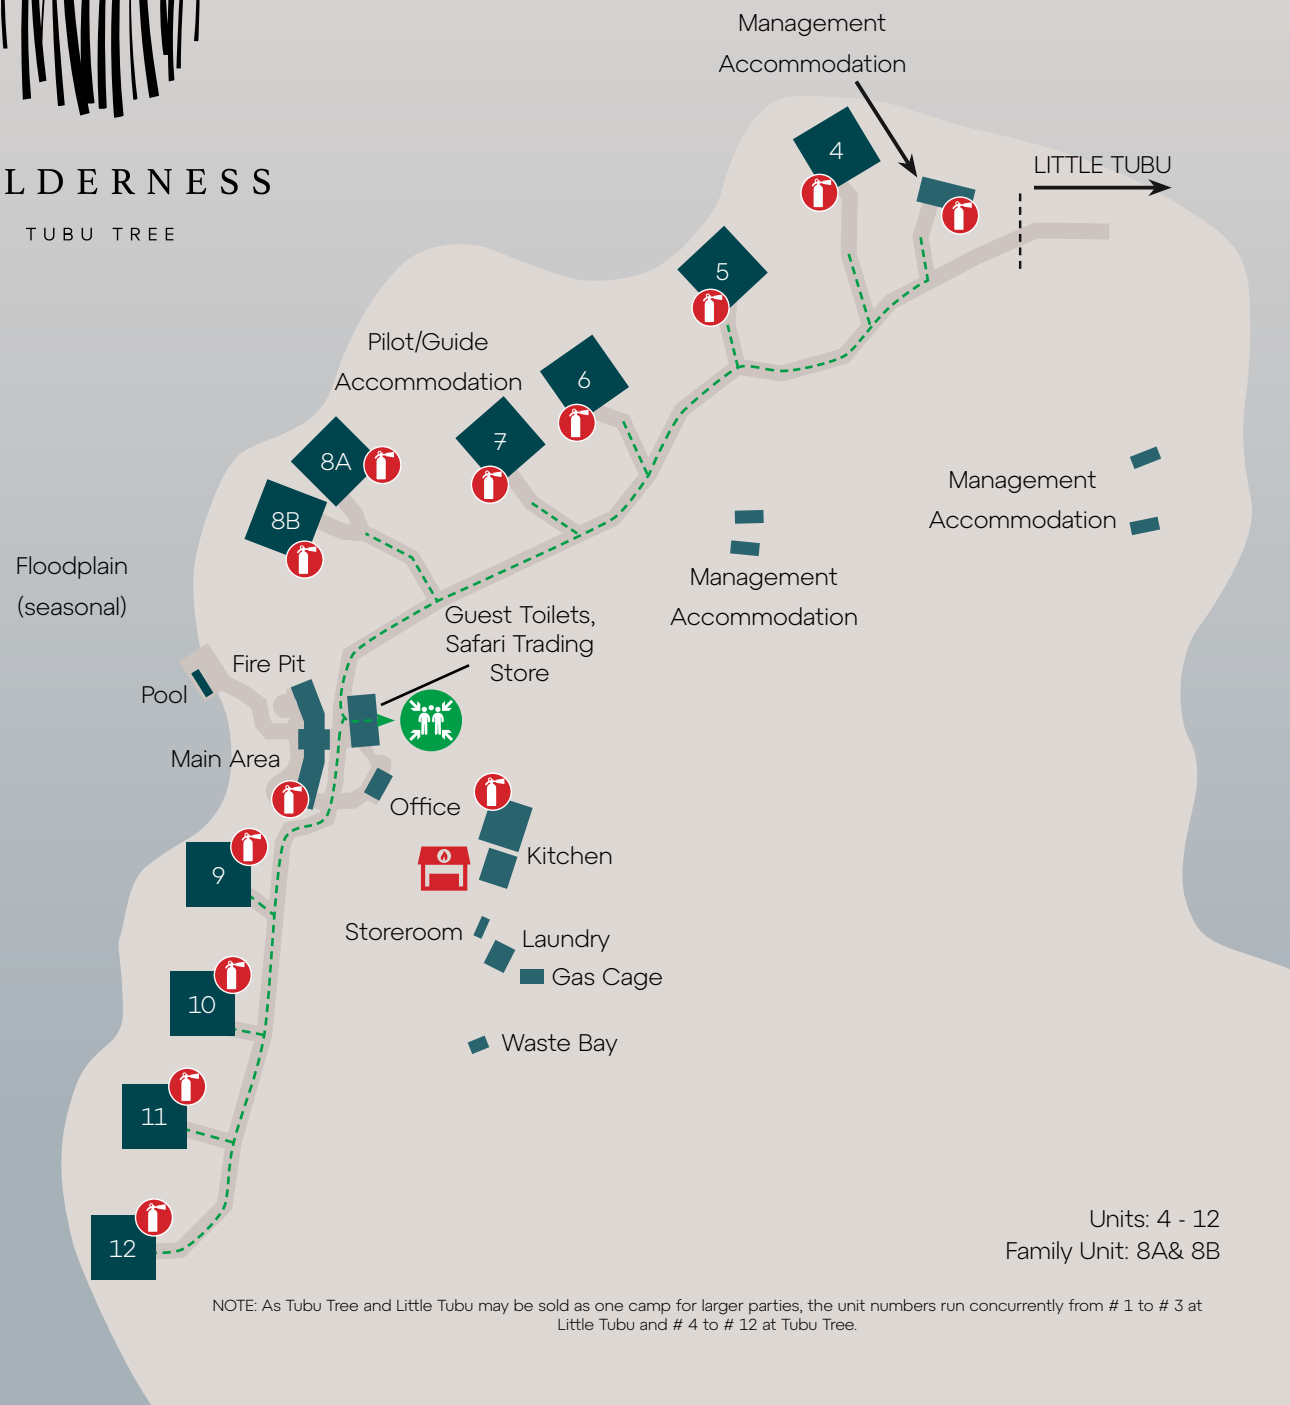 Management
Accommodation
LDERNESS
TUBU TREE
LITTLE TUBU
4
5
Pilot/Guide
Accommodation
6
7
8A
8B
Management
Accommodation
Management
Accommodation
Floodplain
(seasonal)
Guest Toilets,
Safari Trading
Store
Fire Pit
Pool
Main Area
Office
Kitchen
9
Storeroom
Laundry
Gas Cage
10
Waste Bay
11
12
Units: 4 - 12
Family Unit: 8A& 8B
NOTE: As Tubu Tree and Little Tubu may be sold as one camp for larger parties, the unit numbers run concurrently from # 1 to # 3 at
Little Tubu and # 4 to # 12 at Tubu Tree.